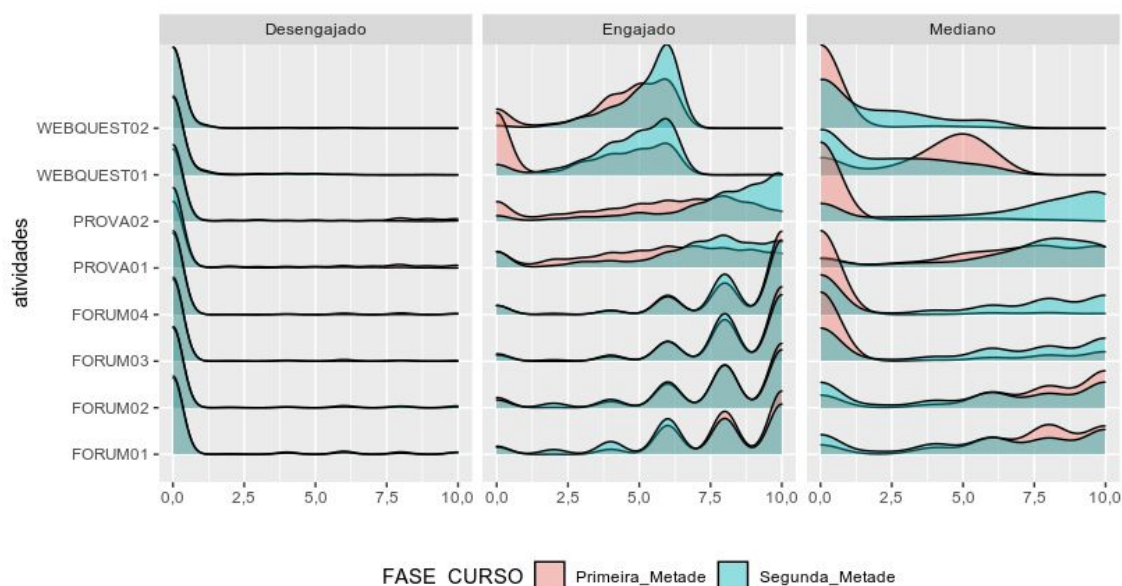 Desengajado Engajado Mediano
atividades
WEBQUEST02
WEBQUEST01
PROVA02
PROVA01
FORUM04
FORUM03
FORUM02
FORUM01
0,0 2,5 5,0 7,5 10,0 0,0 2,5 5,0 7,5 10,0 0,0 2,5 5,0 7,5 10,0
FASE_CURSO Primeira_Metade Segunda_Metade